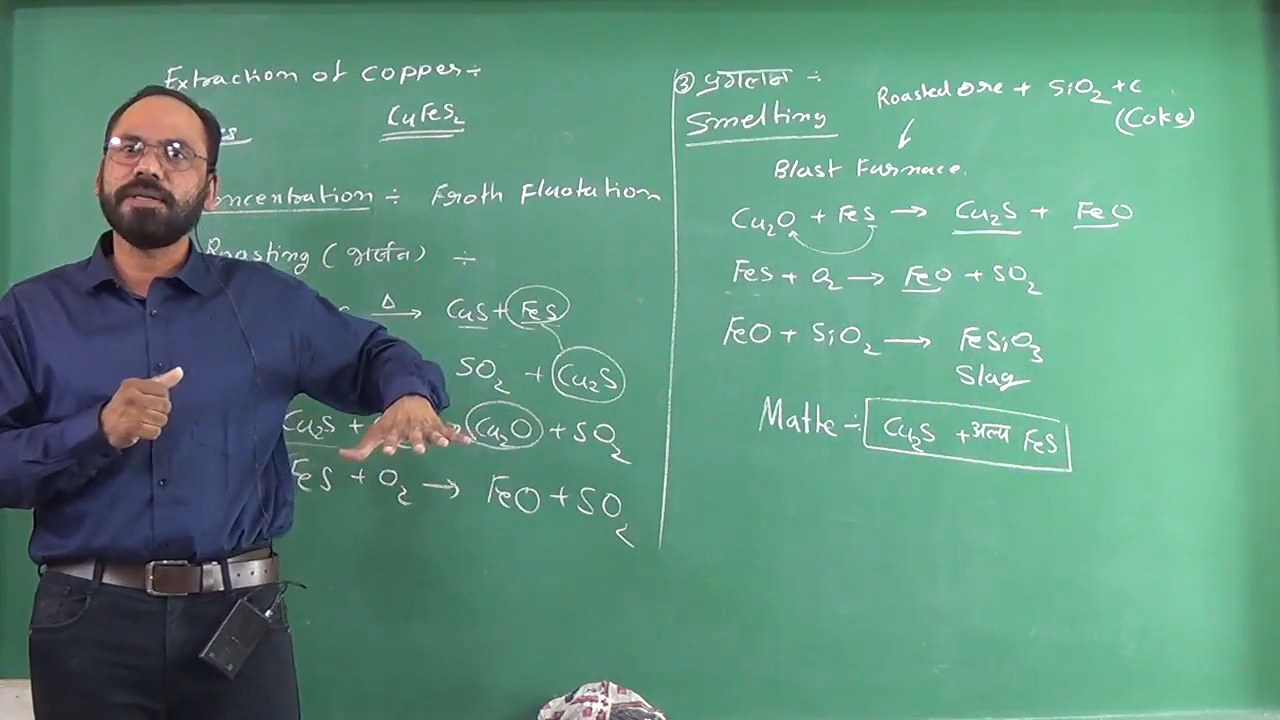 Extraction of copper ÷
CuFeS₂
Concentration ÷ Froth Fluotation
Roasting (भर्जन) ÷
Δ → CuS + FeS
SO₂ + Cu₂S
Cu₂S + Cu₂O + SO₂
FeS + O₂ → FeO + SO₂
③ प्रगलन ÷
Smelting
Roasted Ore + SiO₂ + C
(Coke)
↓
Blast Furnace.
Cu₂O + FeS → Cu₂S + FeO
FeS + O₂ → FeO + SO₂
FeO + SiO₂ → FeSiO₃
Slag
Matte ÷ Cu₂S + अल्प FeS